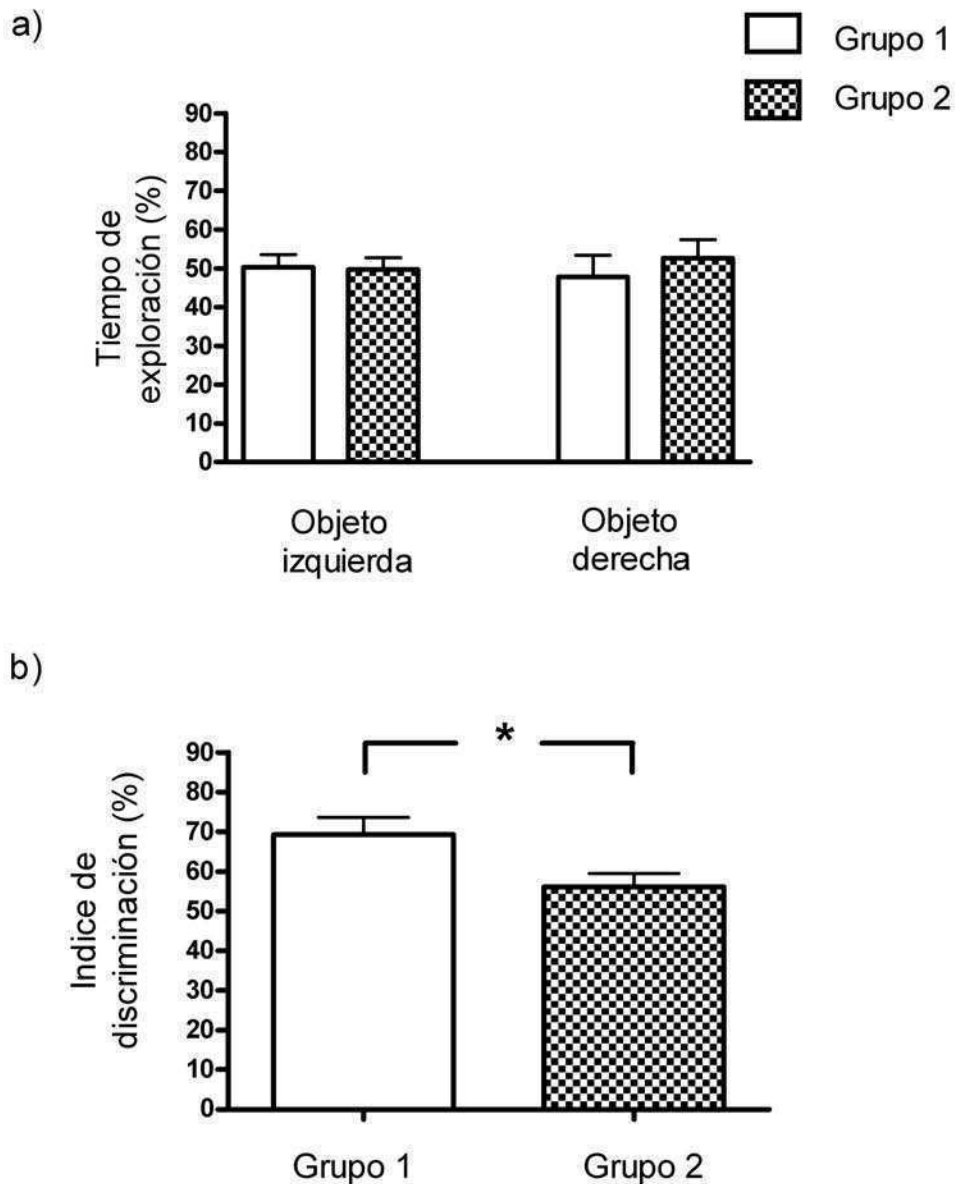 a)
Grupo 1
Grupo 2
90
80
70
60
50
40
30
20
10
0
Tiempo de
exploración (%)
Objeto
izquierda
Objeto
derecha
b)
*
90
80
70
60
50
40
30
20
10
0
Indice de
discriminación (%)
Grupo 1
Grupo 2